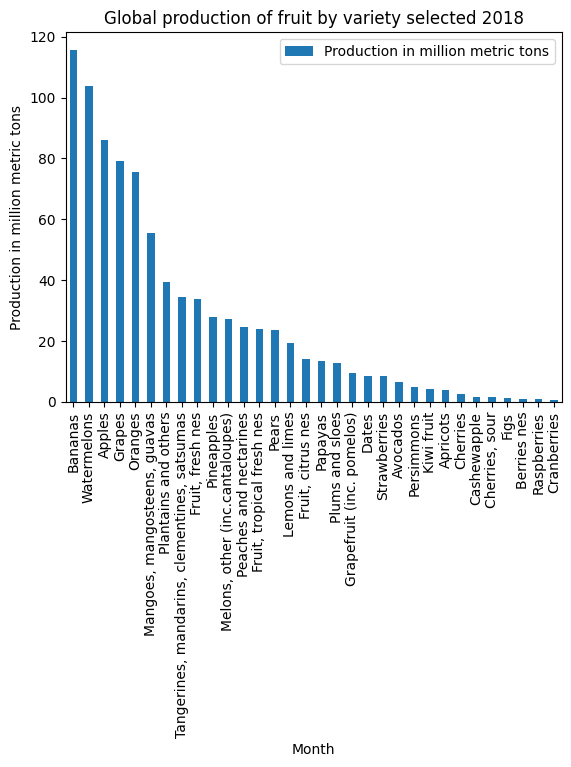 Global production of fruit by variety selected 2018
Production in million metric tons
Production in million metric tons
120
100
80
60
40
20
0
Bananas
Watermelons
Apples
Grapes
Oranges
Mangoes, mangosteens, guavas
Plantains and others
Tangerines, mandarins, clementines, satsumas
Fruit, fresh nes
Pineapples
Melons, other (inc.cantaloupes)
Peaches and nectarines
Fruit, tropical fresh nes
Pears
Lemons and limes
Fruit, citrus nes
Papayas
Plums and sloes
Grapefruit (inc. pomelos)
Dates
Strawberries
Avocados
Persimmons
Kiwi fruit
Apricots
Cherries
Cashewapple
Cherries, sour
Figs
Berries nes
Raspberries
Cranberries
Month